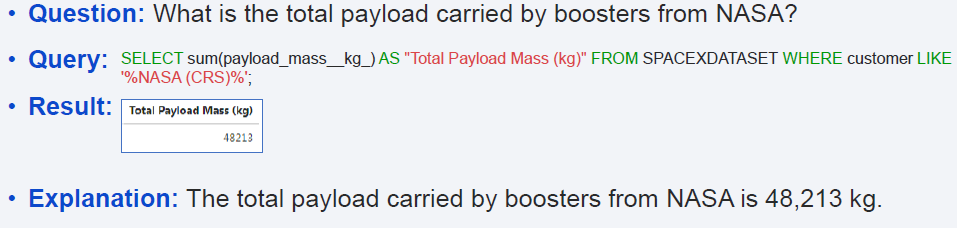 • Question: What is the total payload carried by boosters from NASA?
• Query: SELECT sum(payload_mass__kg_) AS "Total Payload Mass (kg)" FROM SPACEXDATASET WHERE customer LIKE
'%NASA (CRS)%';
• Result:
Total Payload Mass (kg)
48213
• Explanation: The total payload carried by boosters from NASA is 48,213 kg.